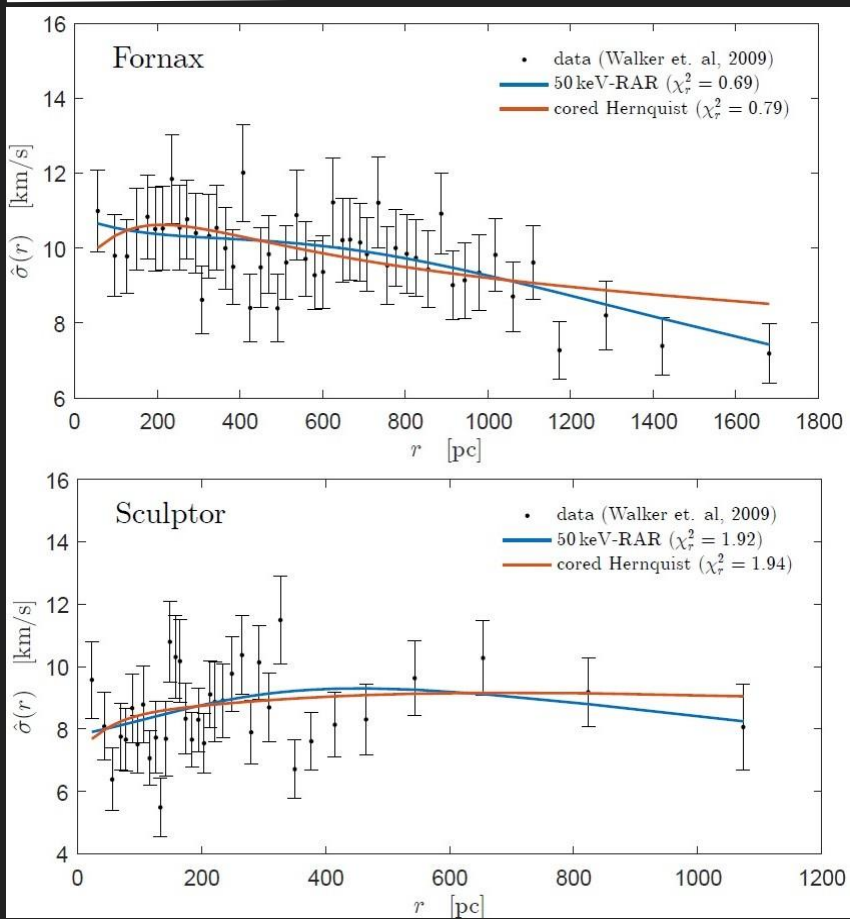 Fornax
data (Walker et. al, 2009)
50 keV-RAR (χ²ᵣ = 0.69)
cored Hernquist (χ²ᵣ = 0.79)
16
14
12
10
8
6
σ̂(r) [km/s]
0 200 400 600 800 1000 1200 1400 1600 1800
r [pc]
Sculptor
data (Walker et. al, 2009)
50 keV-RAR (χ²ᵣ = 1.92)
cored Hernquist (χ²ᵣ = 1.94)
16
14
12
10
8
6
4
σ̂(r) [km/s]
0 200 400 600 800 1000 1200
r [pc]